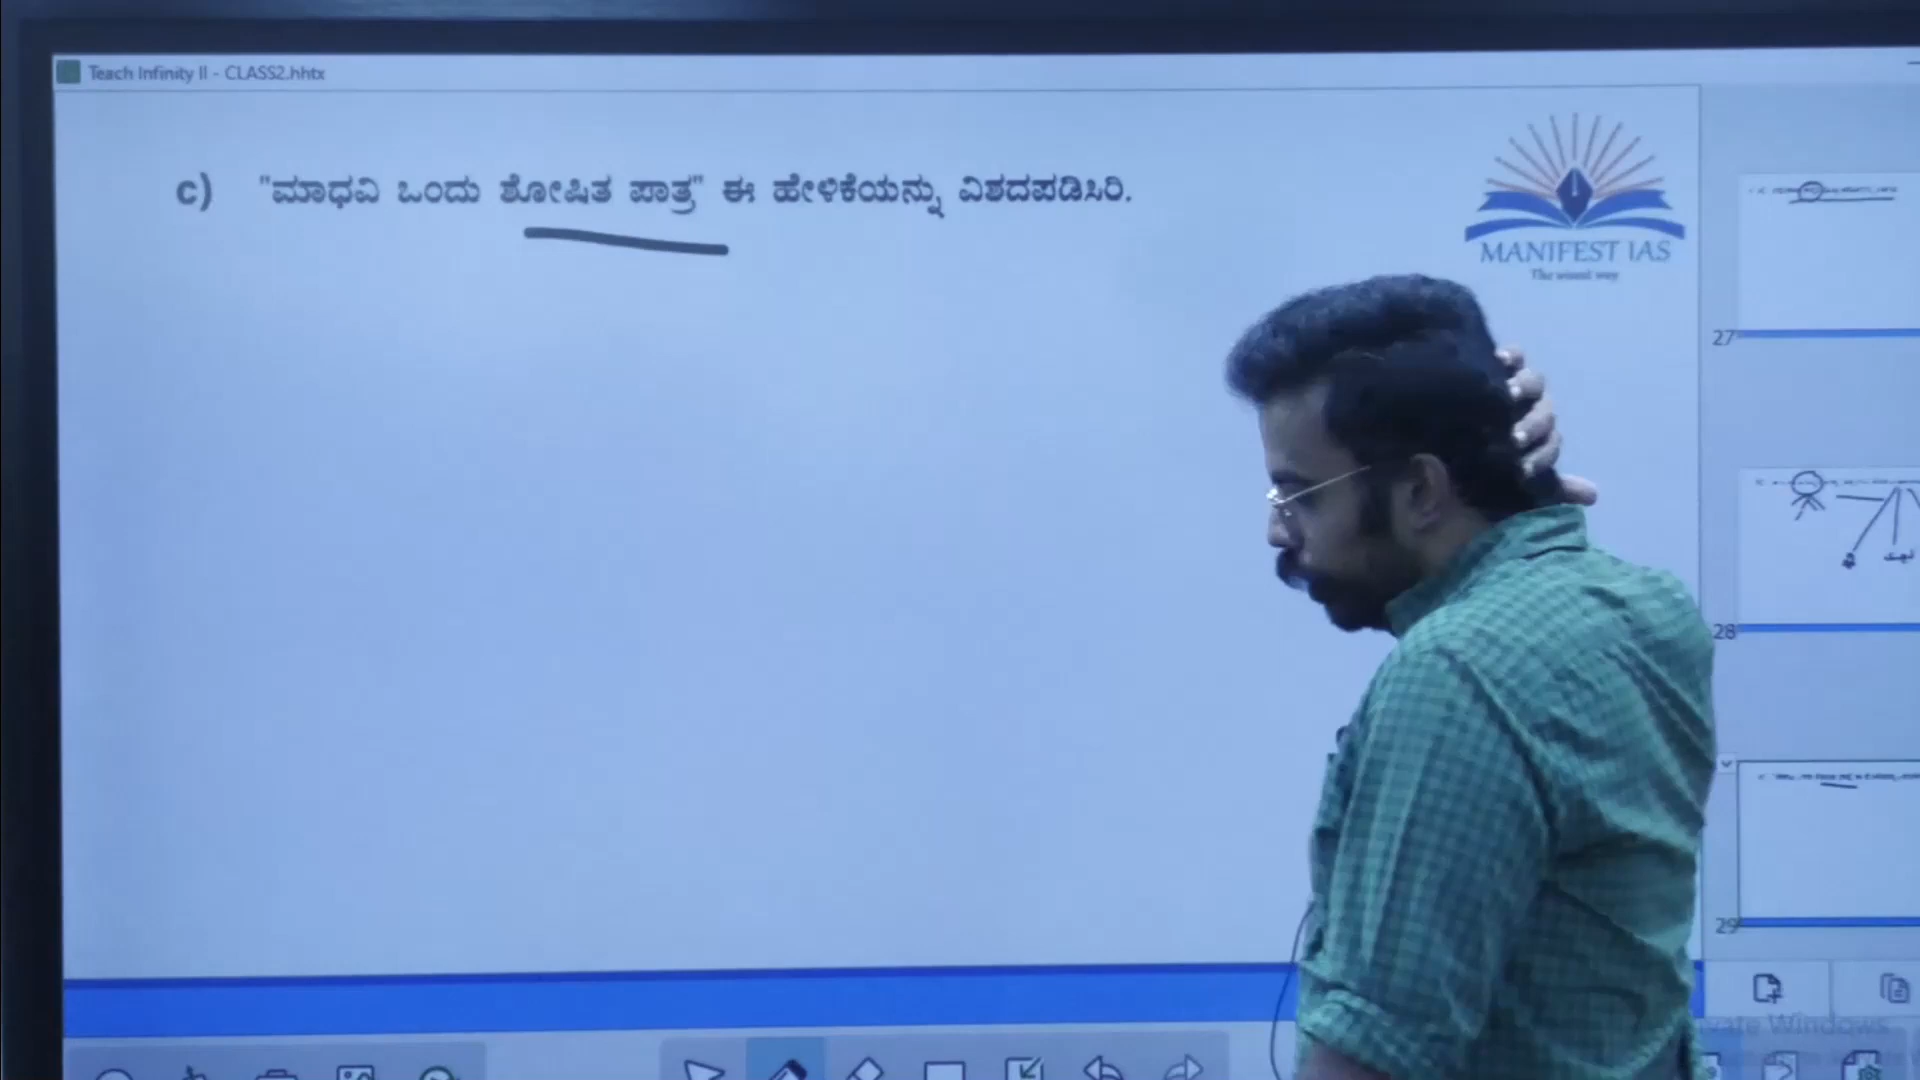 Teach Infinity II - CLASS2.hhtx
c) "ಮಾಧವಿ ಒಂದು ಶೋಷಿತ ಪಾತ್ರ" ಈ ಹೇಳಿಕೆಯನ್ನು ವಿಶದಪಡಿಸಿರಿ.
MANIFEST IAS
27
28
29